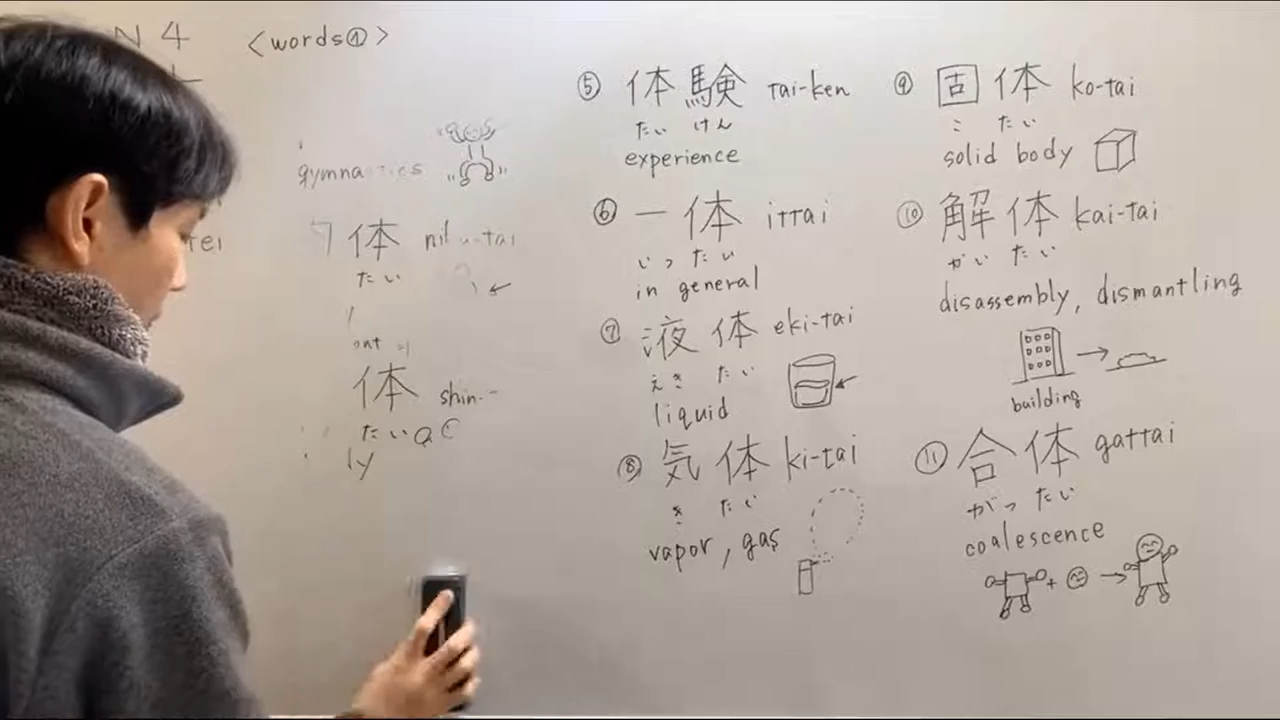 N4
<words①>
gymnas
体
たい
体 shin
たい
ly
⑤ 体験 Tai-ken
たい けん
experience
⑥ 一体 ittai
いっ たい
in general
⑦ 液体 eki-tai
えき たい
liquid
⑧ 気体 ki-tai
き たい
vapor, gas
⑨ 固体 ko-tai
こ たい
solid body
⑩ 解体 kai-tai
かい たい
disassembly, dismantling
building
⑪ 合体 gattai
がっ たい
coalescence
+